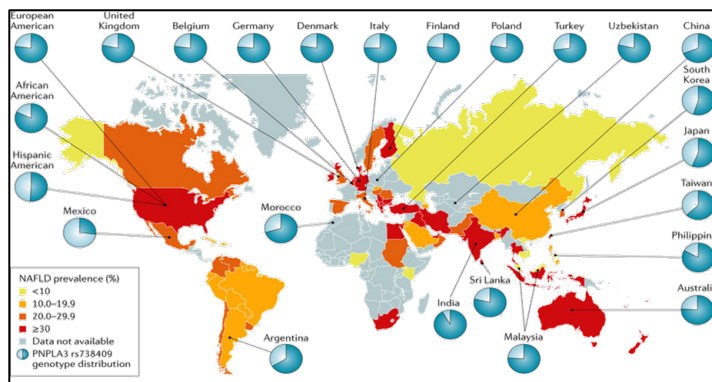 European
American
United
Kingdom
Belgium
Germany
Denmark
Italy
Finland
Poland
Turkey
Uzbekistan
China
African
American
South
Korea
Hispanic
American
Japan
Mexico
Morocco
Taiwan
Philippin
NAFLD prevalence (%)
<10
10.0–19.9
20.0–29.9
≥30
Data not available
PNPLA3 rs738409
genotype distribution
Argentina
India
Sri Lanka
Malaysia
Australi